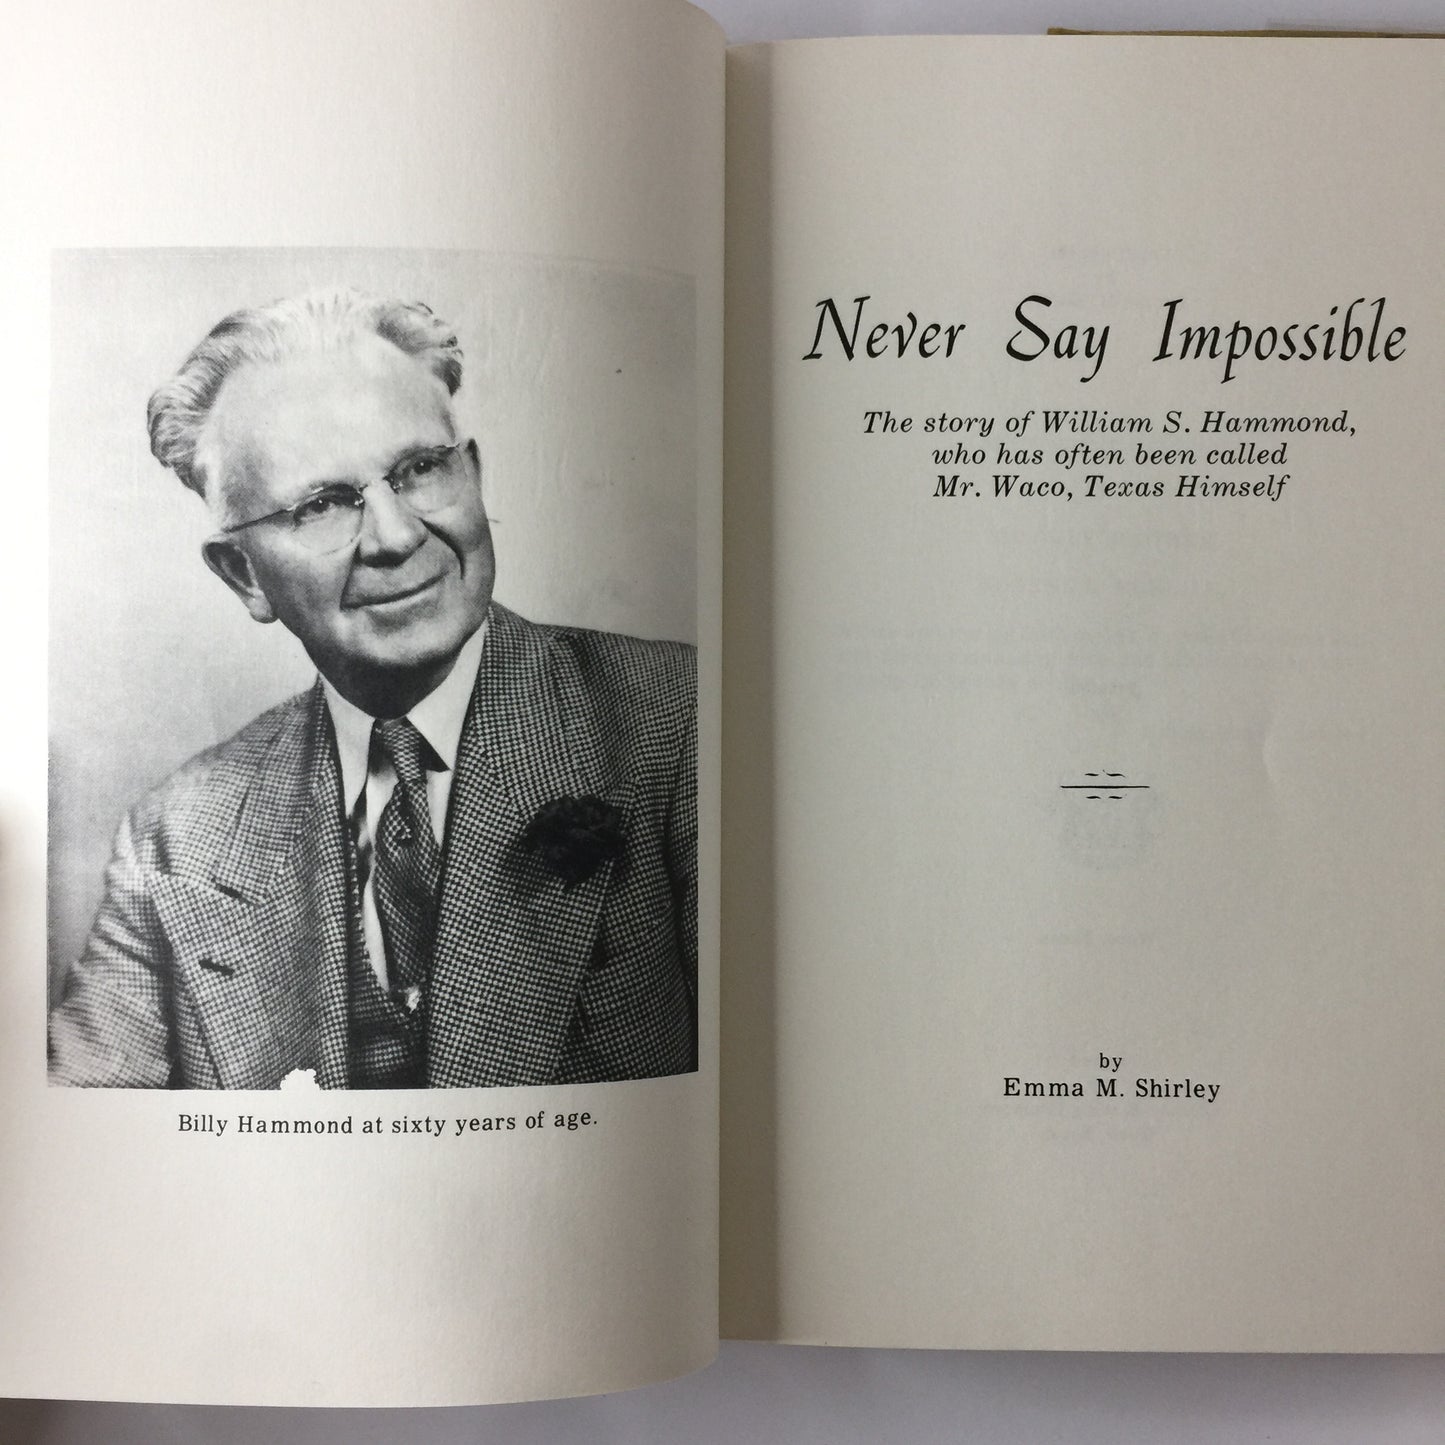 Billy Hammond at sixty years of age.
Never Say Impossible
The story of William S. Hammond,
who has often been called
Mr. Waco, Texas Himself
by
Emma M. Shirley